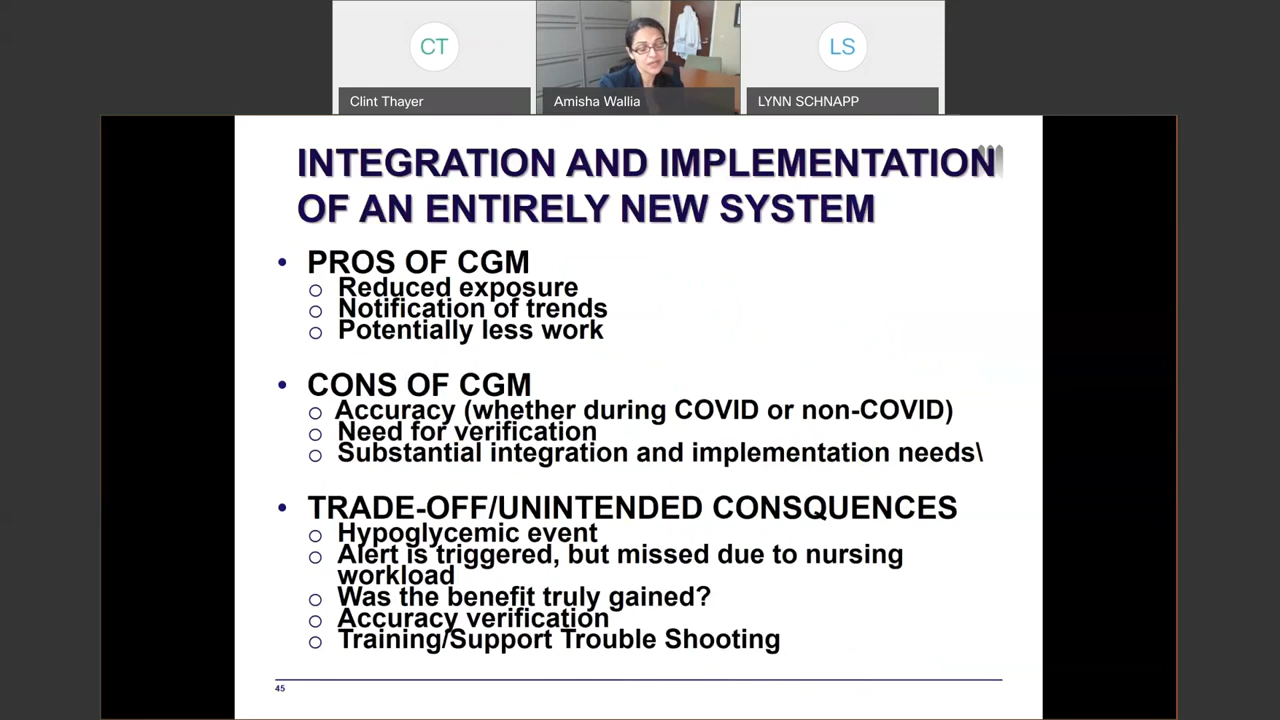 CT
LS
Clint Thayer
Amisha Wallia
LYNN SCHNAPP
INTEGRATION AND IMPLEMENTATION
OF AN ENTIRELY NEW SYSTEM
• PROS OF CGM
o Reduced exposure
o Notification of trends
o Potentially less work
• CONS OF CGM
o Accuracy (whether during COVID or non-COVID)
o Need for verification
o Substantial integration and implementation needs\
• TRADE-OFF/UNINTENDED CONSQUENCES
o Hypoglycemic event
o Alert is triggered, but missed due to nursing
workload
o Was the benefit truly gained?
o Accuracy verification
o Training/Support Trouble Shooting
45